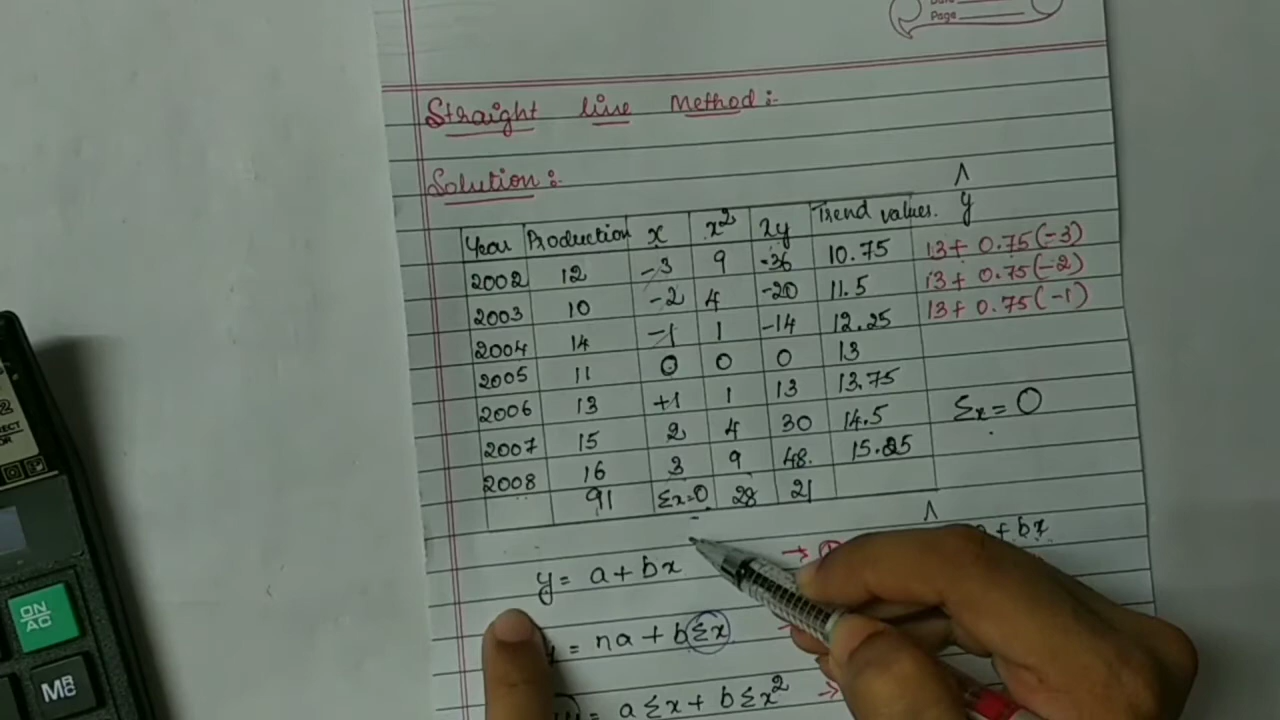 Page
Straight line Method:
Solution:
Year Production x x² xy Trend values. ŷ
2002 12 -3 9 -36 10.75 13+ 0.75(-3)
2003 10 -2 4 -20 11.5 13+ 0.75(-2)
2004 14 -1 1 -14 12.25 13+ 0.75(-1)
2005 11 0 0 0 13
2006 13 +1 1 13 13.75
2007 15 2 4 30 14.5 Σx = 0
2008 16 3 9 48. 15.25
91 Σx=0 28 21
y = a+bx → +bx
= na + bΣx
= aΣx + bΣx² →
ON/AC
MB